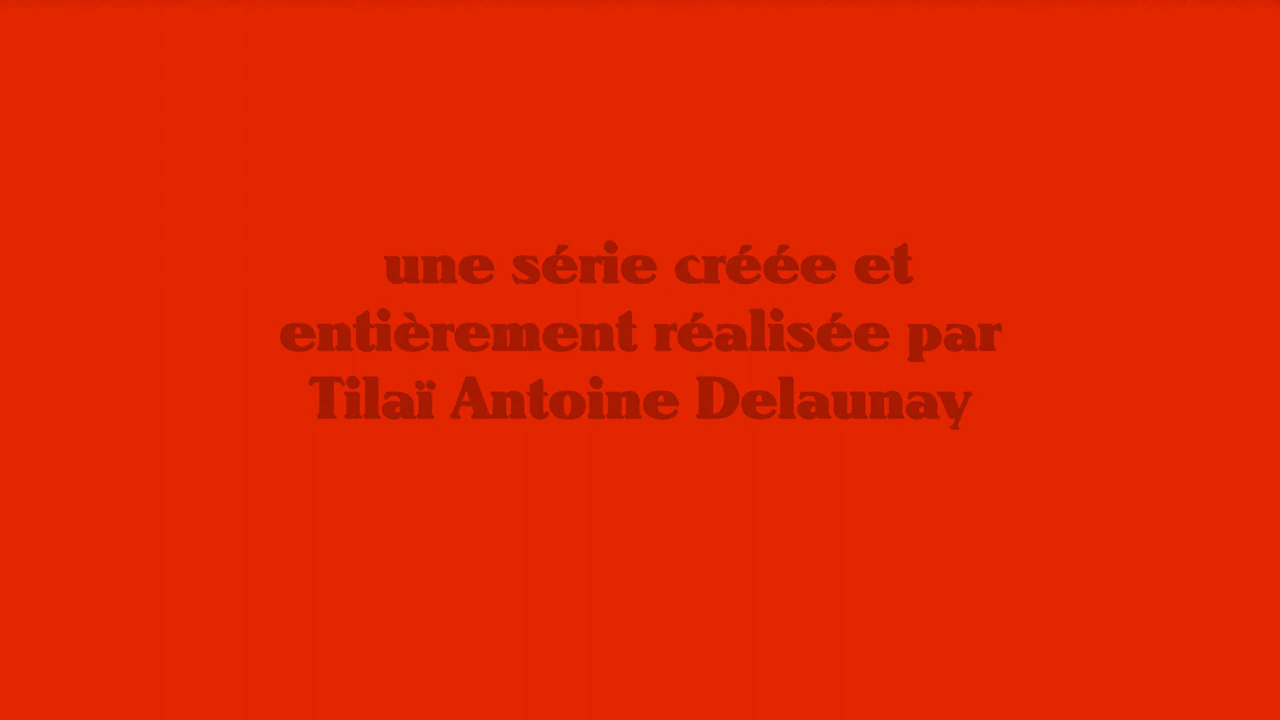 une série créée et
entièrement réalisée par
Tilaï Antoine Delaunay